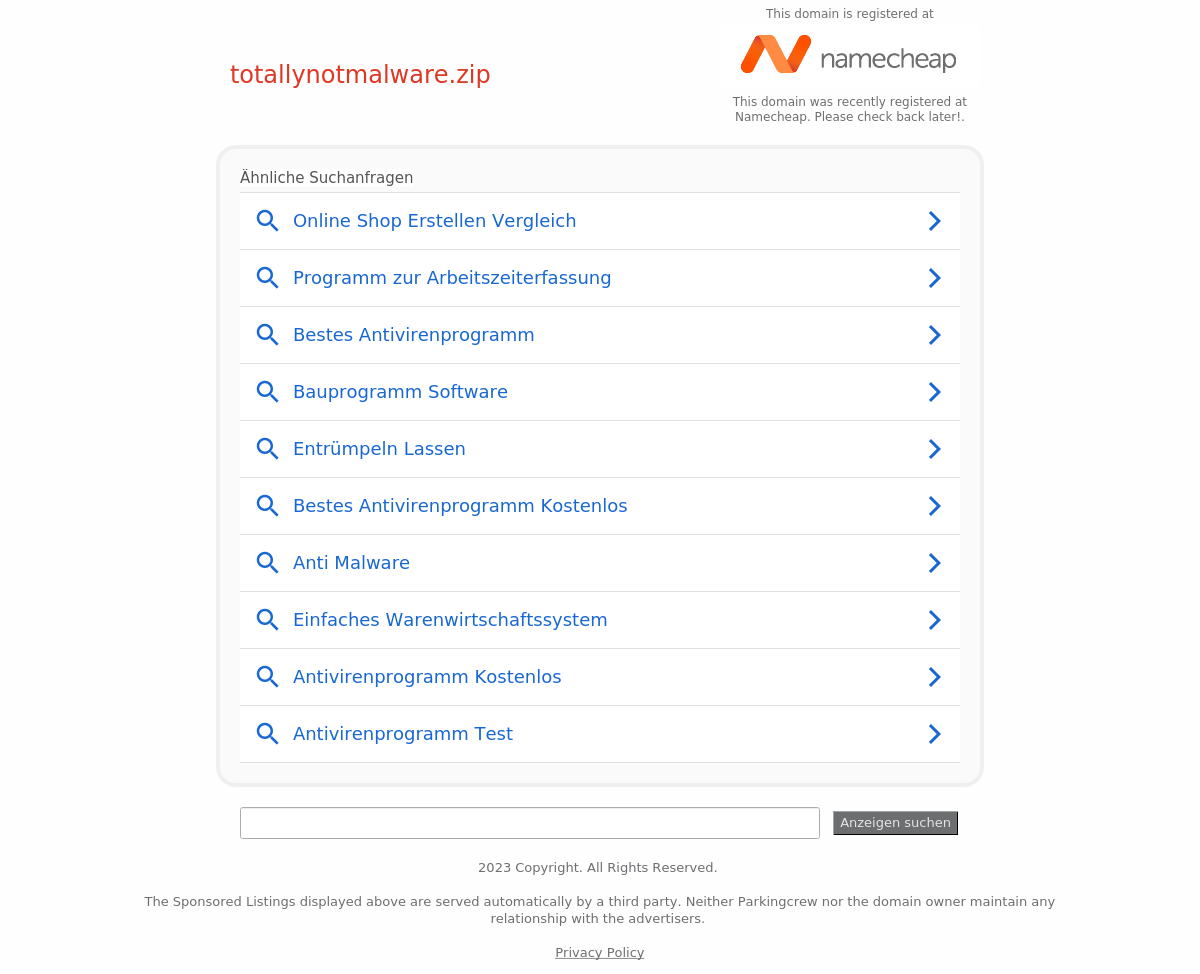 This domain is registered at
namecheap
totallynotmalware.zip
This domain was recently registered at
Namecheap. Please check back later!.
Ähnliche Suchanfragen
Online Shop Erstellen Vergleich
Programm zur Arbeitszeiterfassung
Bestes Antivirenprogramm
Bauprogramm Software
Entrümpeln Lassen
Bestes Antivirenprogramm Kostenlos
Anti Malware
Einfaches Warenwirtschaftssystem
Antivirenprogramm Kostenlos
Antivirenprogramm Test
Anzeigen suchen
2023 Copyright. All Rights Reserved.
The Sponsored Listings displayed above are served automatically by a third party. Neither Parkingcrew nor the domain owner maintain any
relationship with the advertisers.
Privacy Policy